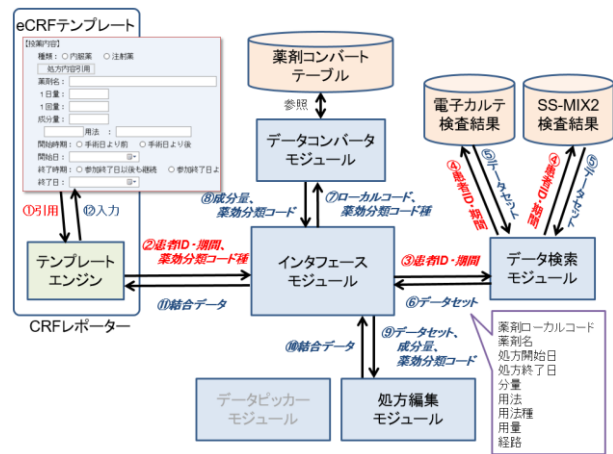 eCRFテンプレート
【投薬内容】
種類： ○ 内服薬 ○ 注射薬
処方内容引用
薬剤名：
1日量：
1回量：
成分量：
用法 ：
開始時期： ○ 手術日より前 ○ 手術日より後
開始日：
終了時期： ○ 参加終了日以後も継続 ○ 参加終了日よ
終了日：
①引用
⑫入力
テンプレート
エンジン
CRFレポーター
②患者ID・期間、
薬効分類コード種
⑪結合データ
薬剤コンバート
テーブル
参照
データコンバータ
モジュール
⑧成分量、
薬効分類コード
⑦ローカルコード、
薬効分類コード種
インタフェース
モジュール
③患者ID・期間
⑥データセット
⑩結合データ
⑨データセット、
成分量、
薬効分類コード
データピッカー
モジュール
処方編集
モジュール
電子カルテ
検査結果
SS-MIX2
検査結果
④患者ID・期間
⑤データセット
④患者ID・期間
⑤データセット
データ検索
モジュール
薬剤ローカルコード
薬剤名
処方開始日
処方終了日
分量
用法
用法種
用量
経路